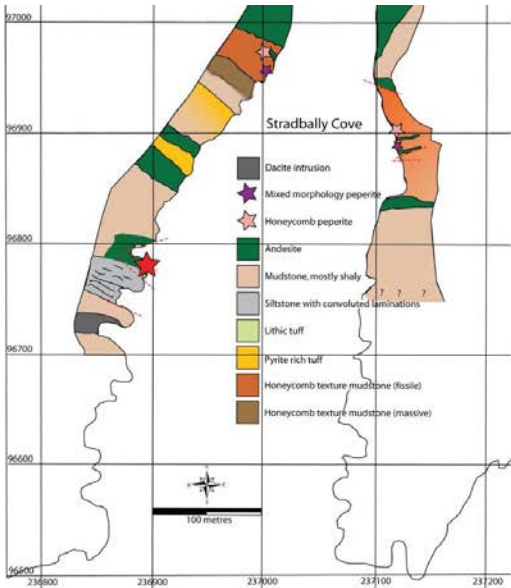 97000
Stradbally Cove
96900
Dacite intrusion
Mixed morphology peperite
Honeycomb peperite
Andesite
96800
Mudstone, mostly shaly
Siltstone with convoluted laminations
Lithic tuff
Pyrite rich tuff
Honeycomb texture mudstone (fissile)
Honeycomb texture mudstone (massive)
? ? ?
96700
96600
100 metres
96500
236800 236900 237000 237100 237200